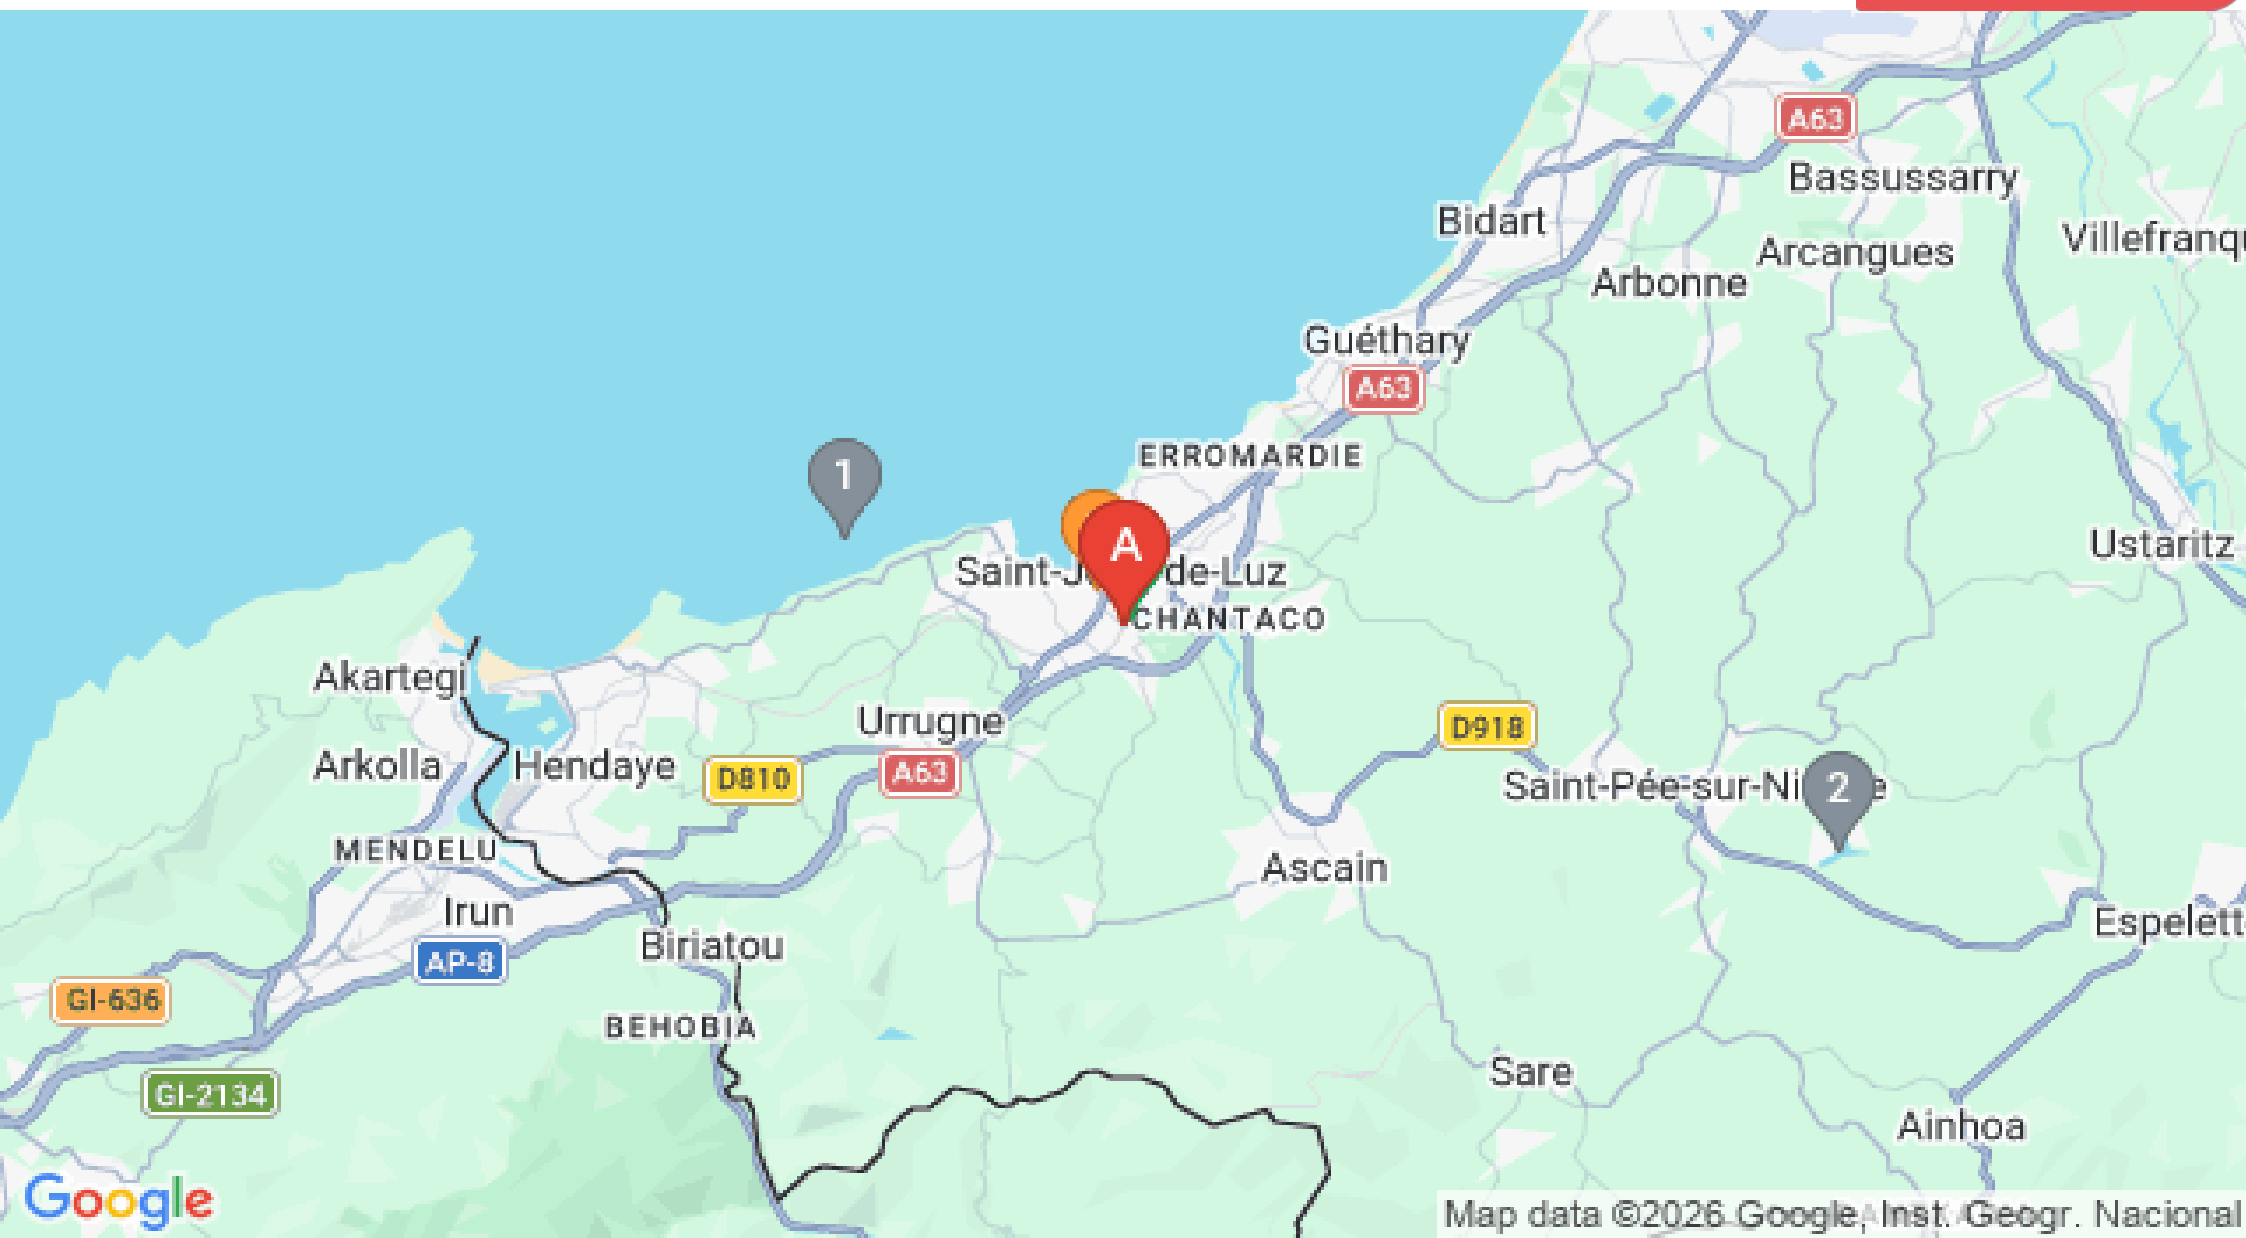 A63
Bassussarry
Bidart
Villefranqu
Arcangues
Arbonne
Guéthary
A63
ERROMARDIE
1
A
Ustaritz
Saint-J
de-Luz
CHANTACO
Akartegi
Urrugne
D918
Arkolla
Hendaye
D810
A63
Saint-Pée-sur-Ni
2
e
MENDELU
Ascain
Irun
Espelett
Biriatou
AP-8
GI-636
BEHOBIA
Sare
GI-2134
Ainhoa
Google
Map data ©2026 Google, Inst. Geogr. Nacional